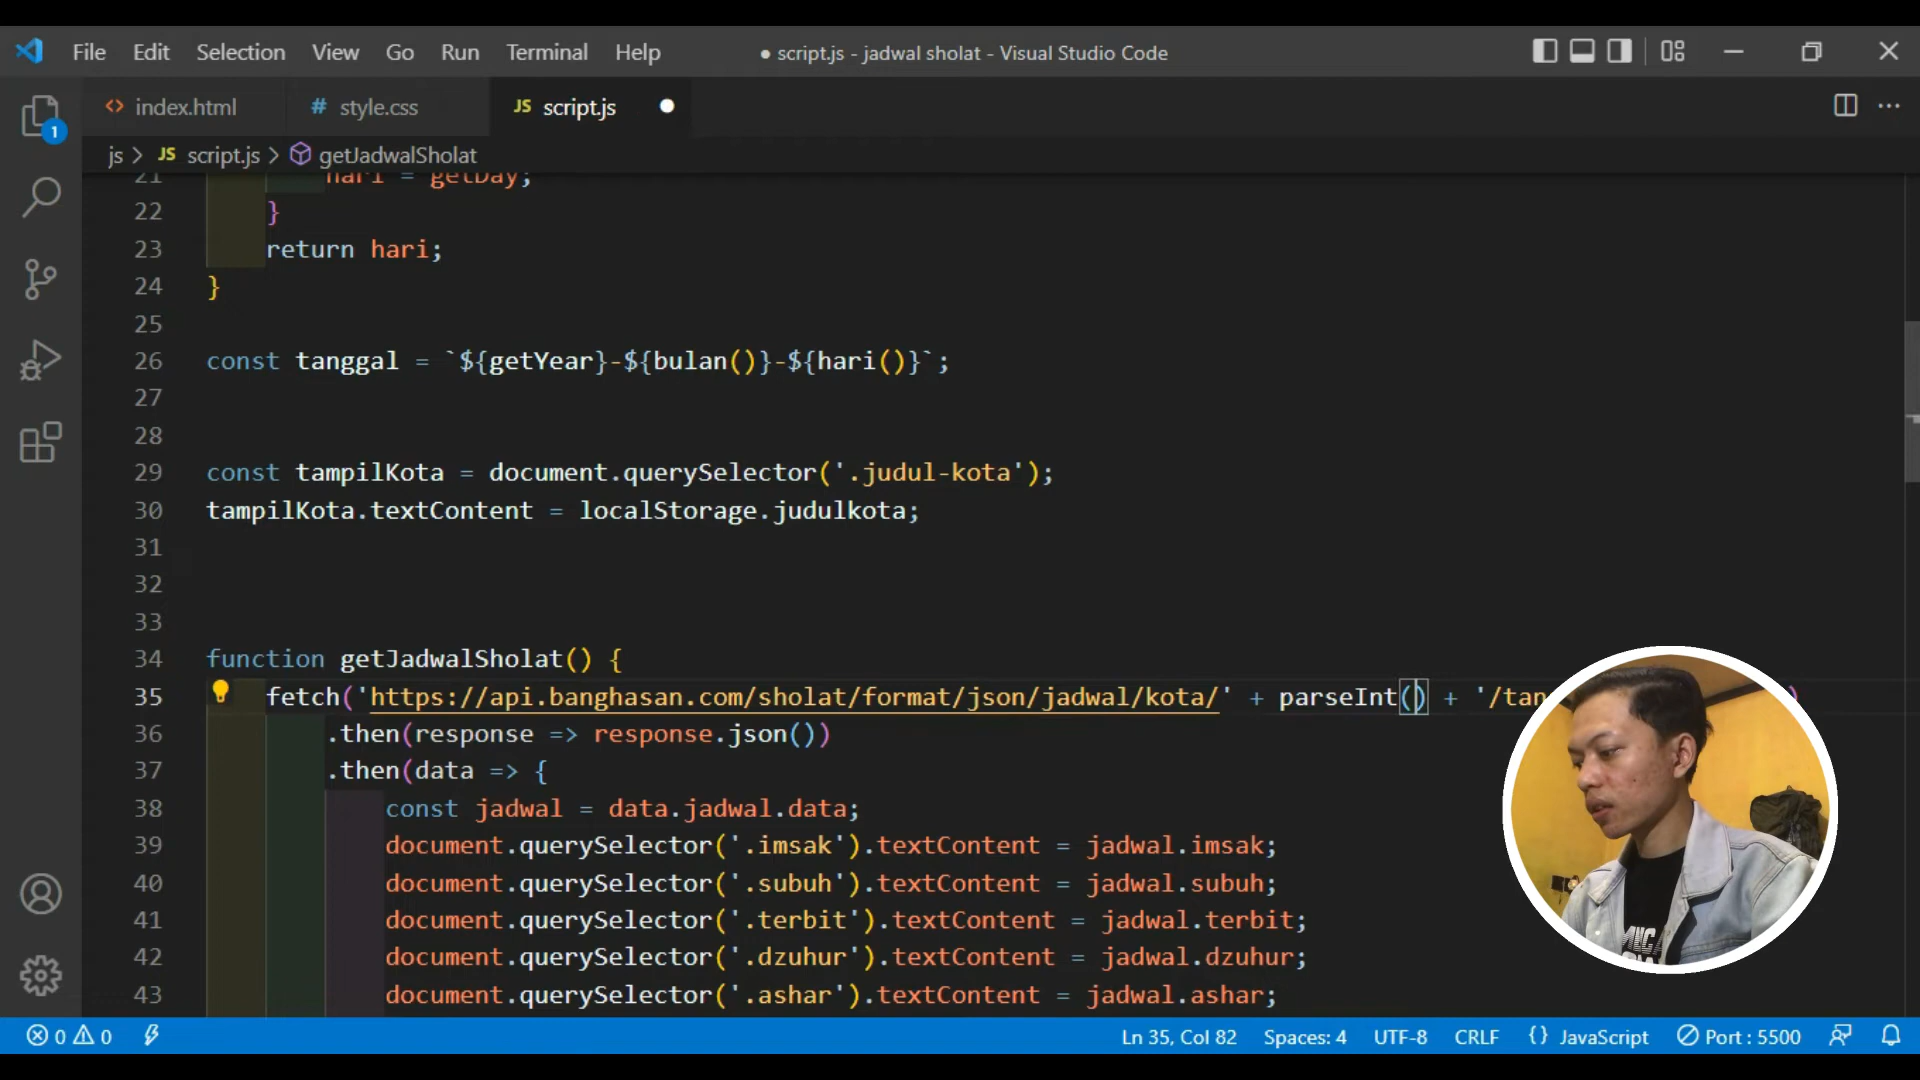 File Edit Selection View Go Run Terminal Help
● script.js - jadwal sholat - Visual Studio Code
index.html
# style.css
JS script.js
1
js > JS script.js > getJadwalSholat
21 hari = getDay;
22 }
23 return hari;
24 }
25
26 const tanggal = `${getYear}-${bulan()}-${hari()}`;
27
28
29 const tampilKota = document.querySelector('.judul-kota');
30 tampilKota.textContent = localStorage.judulkota;
31
32
33
34 function getJadwalSholat() {
35 fetch('https://api.banghasan.com/sholat/format/json/jadwal/kota/' + parseInt() + '/tan
36 .then(response => response.json())
37 .then(data => {
38 const jadwal = data.jadwal.data;
39 document.querySelector('.imsak').textContent = jadwal.imsak;
40 document.querySelector('.subuh').textContent = jadwal.subuh;
41 document.querySelector('.terbit').textContent = jadwal.terbit;
42 document.querySelector('.dzuhur').textContent = jadwal.dzuhur;
43 document.querySelector('.ashar').textContent = jadwal.ashar;
0 0
Ln 35, Col 82 Spaces: 4 UTF-8 CRLF {} JavaScript Port : 5500